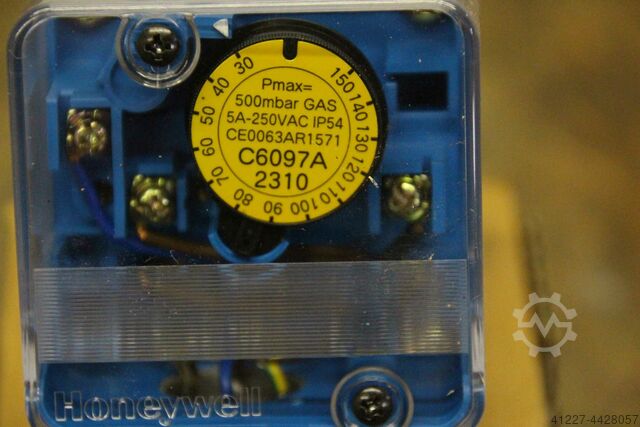 Pmax=
500mbar GAS
5A-250VAC IP54
CE0063AR1571
C6097A
2310
30
40
50
60
70
80
90
100
110
120
130
140
150
Honeywell
41227-4428057